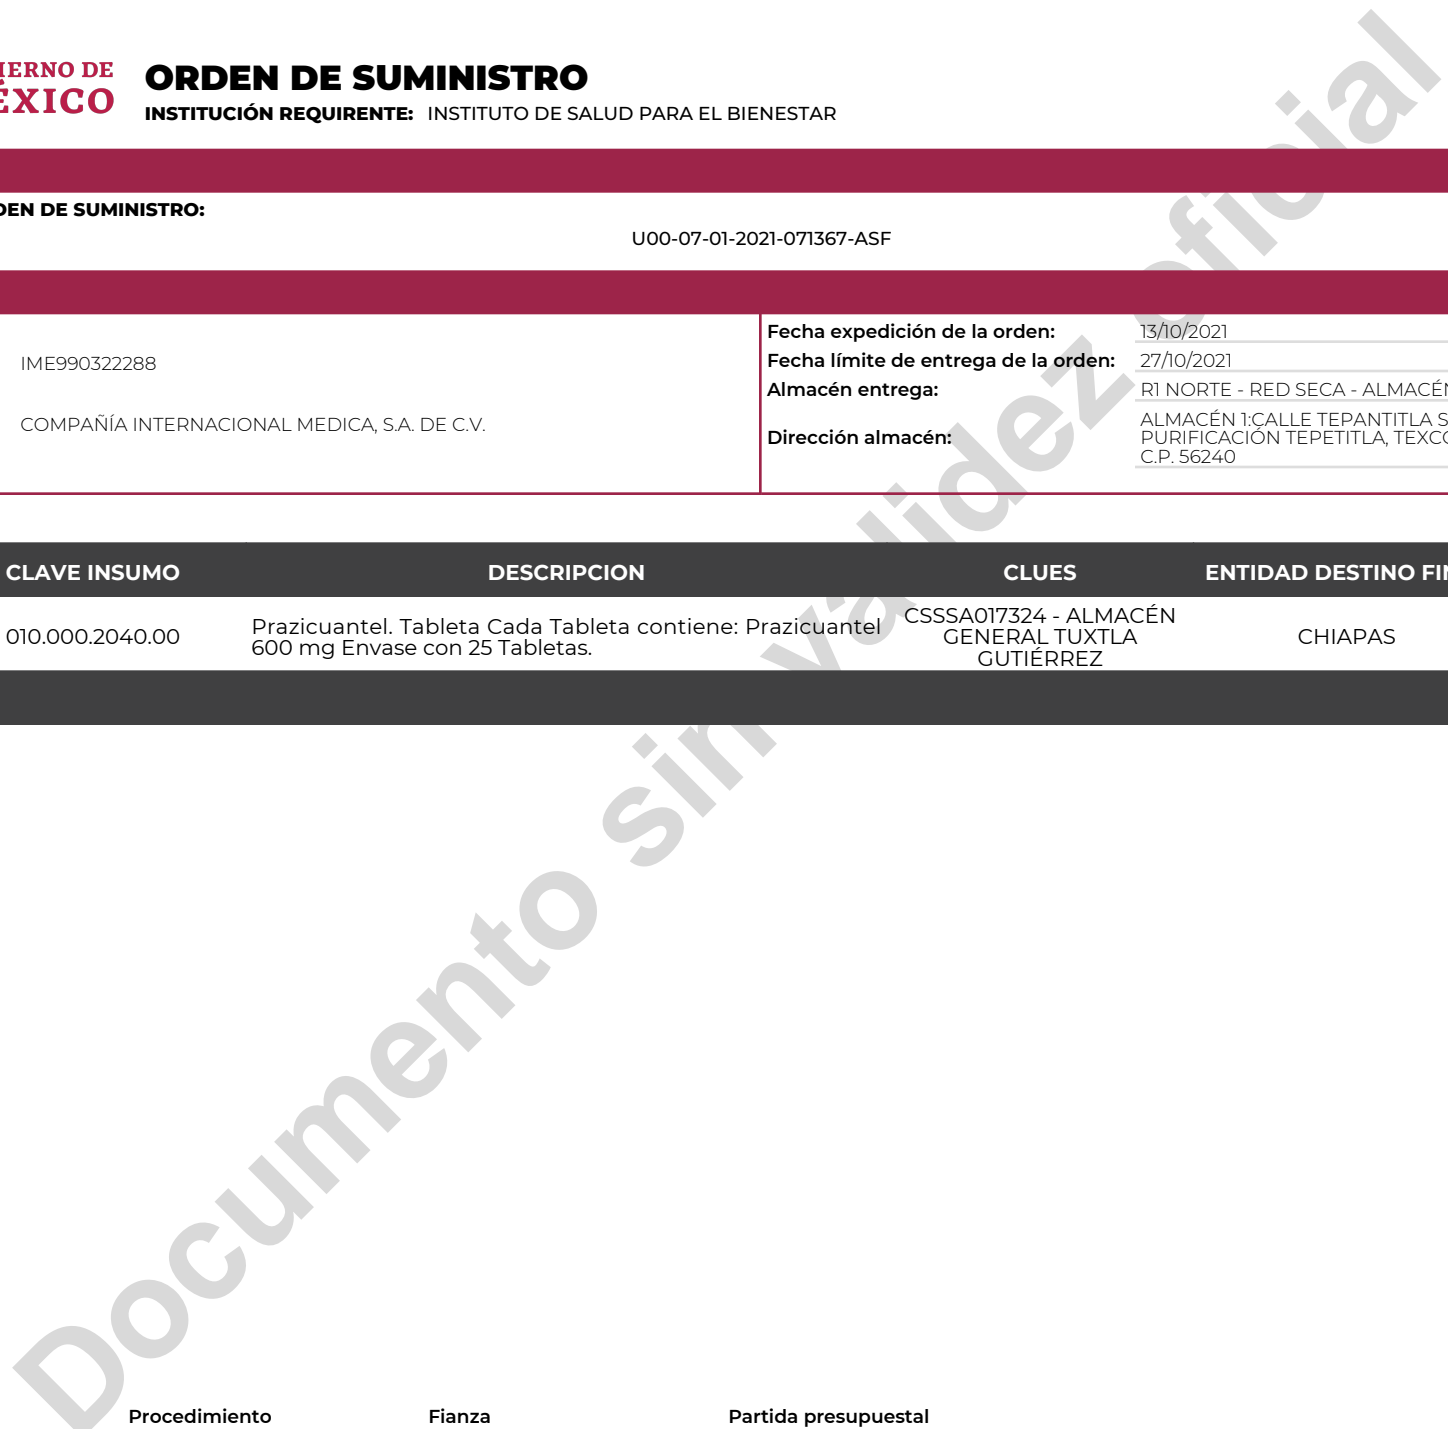 IERNO DE
ÉXICO
ORDEN DE SUMINISTRO
INSTITUCIÓN REQUIRENTE: INSTITUTO DE SALUD PARA EL BIENESTAR
DEN DE SUMINISTRO:
U00-07-01-2021-071367-ASF
IME990322288
COMPAÑÍA INTERNACIONAL MEDICA, S.A. DE C.V.
Fecha expedición de la orden: 13/10/2021
Fecha límite de entrega de la orden: 27/10/2021
Almacén entrega: R1 NORTE - RED SECA - ALMACÉN
Dirección almacén: ALMACÉN 1:CALLE TEPANTITLA S
PURIFICACIÓN TEPETITLA, TEXCO
C.P. 56240
CLAVE INSUMO DESCRIPCION CLUES ENTIDAD DESTINO FIN
010.000.2040.00
Prazicuantel. Tableta Cada Tableta contiene: Prazicuantel
600 mg Envase con 25 Tabletas.
CSSSA017324 - ALMACÉN
GENERAL TUXTLA
GUTIÉRREZ
CHIAPAS
Documento sin validez oficial
Procedimiento Fianza Partida presupuestal